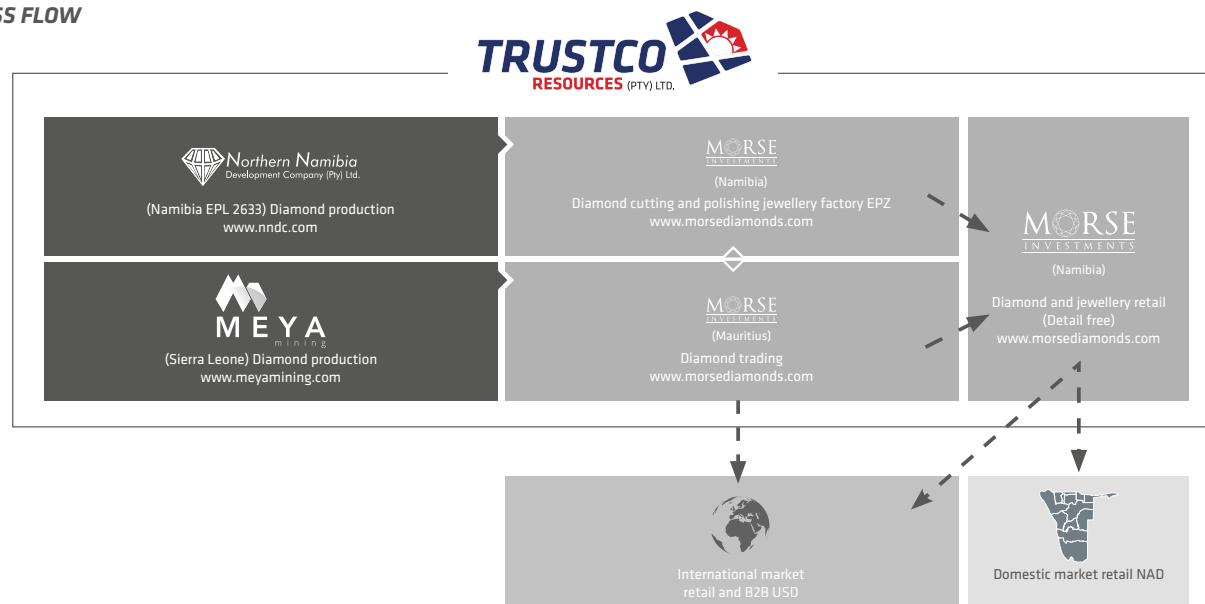 SS FLOW
TRUSTCO
RESOURCES (PTY) LTD.
Northern Namibia
Development Company (Pty) Ltd.
(Namibia EPL 2633) Diamond production
www.nndc.com
MORSE
INVESTMENTS
(Namibia)
Diamond cutting and polishing jewellery factory EPZ
www.morsediamonds.com
MORSE
INVESTMENTS
(Namibia)
Diamond and jewellery retail
(Detail free)
www.morsediamonds.com
MEYA
mining
(Sierra Leone) Diamond production
www.meyamining.com
MORSE
INVESTMENTS
(Mauritius)
Diamond trading
www.morsediamonds.com
International market
retail and B2B USD
Domestic market retail NAD